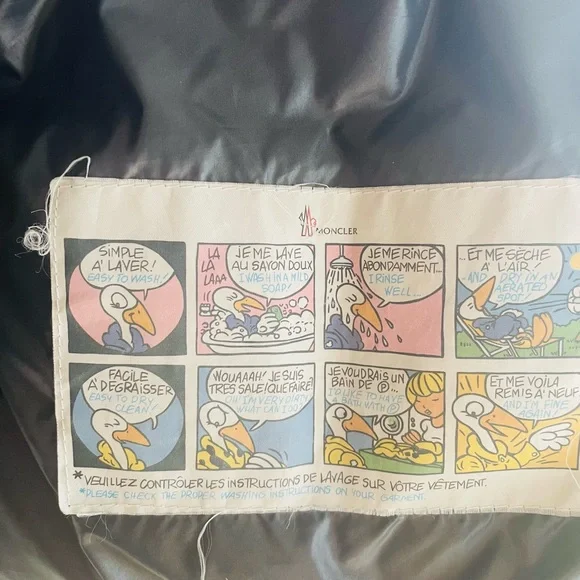 MONCLER
SIMPLE
A' LAVER!
EASY TO WASH!
LA
LA
LAAA
JE ME LAVE
AU SAVON DOUX
I WASH IN A MILD
SOAP!
JE ME RINCE
ABONDAMMENT...
I RINSE
WELL...
...ET ME SÈCHE
A' L'AIR!
AND DRY IN AN
AERATED
SPOT!
FACILE
A' DÉGRAISSER
EASY TO DRY
CLEAN!
WOUAAAH! JE SUIS
TRES SALE! QUE FAIRE!
I'M VERY DIRTY
WHAT CAN I DO?
JE VOUDRAIS UN
BAIN DE Ⓟ...
I'D LIKE TO HAVE
A BATH WITH Ⓟ
ET ME VOILA
REMIS A' NEUF
AND I'M FINE
AGAIN!
*VEUILLEZ CONTRÔLER LES INSTRUCTIONS DE LAVAGE SUR VÔTRE VÊTEMENT.
*PLEASE CHECK THE PROPER WASHING INSTRUCTIONS ON YOUR GARMENT.